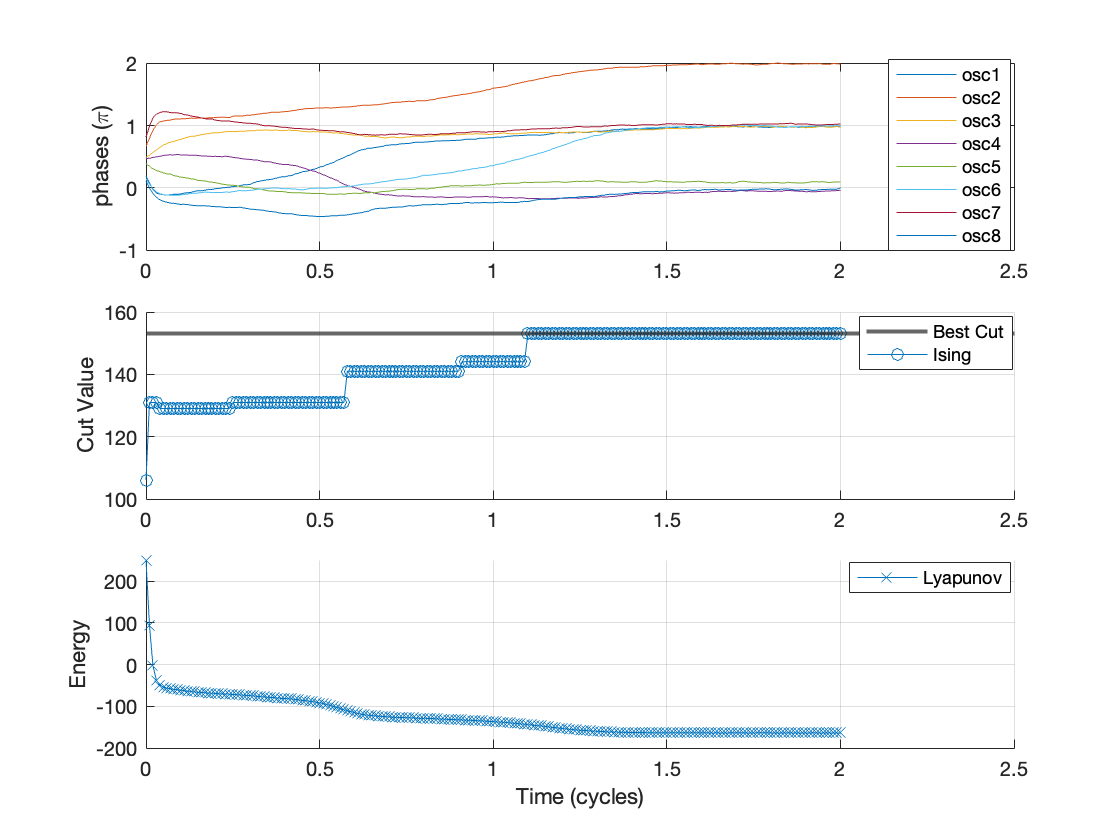 2
1
0
-1
phases (π)
0
0.5
1
1.5
2
2.5
osc1
osc2
osc3
osc4
osc5
osc6
osc7
osc8
160
140
120
100
Cut Value
0
0.5
1
1.5
2
2.5
Best Cut
Ising
200
100
0
-100
-200
Energy
0
0.5
1
1.5
2
2.5
Lyapunov
Time (cycles)